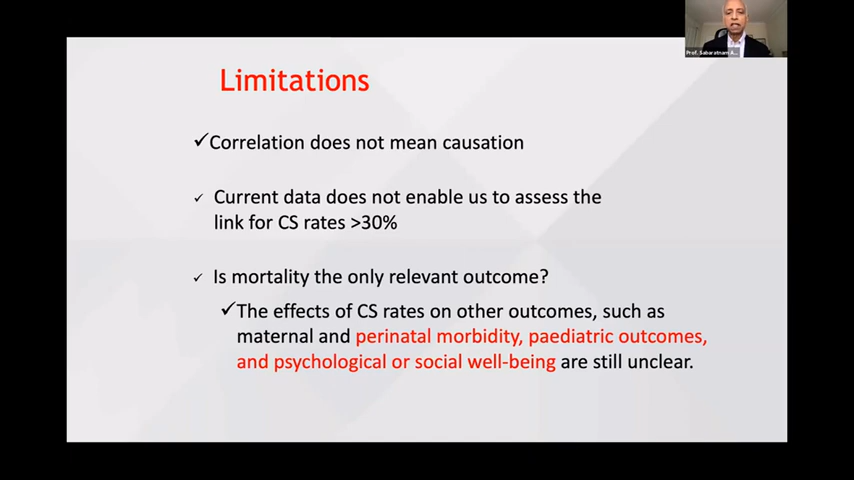 Prof. Sabaratnam A...
Limitations
✓Correlation does not mean causation
✓ Current data does not enable us to assess the
link for CS rates >30%
✓ Is mortality the only relevant outcome?
✓The effects of CS rates on other outcomes, such as
maternal and perinatal morbidity, paediatric outcomes,
and psychological or social well-being are still unclear.